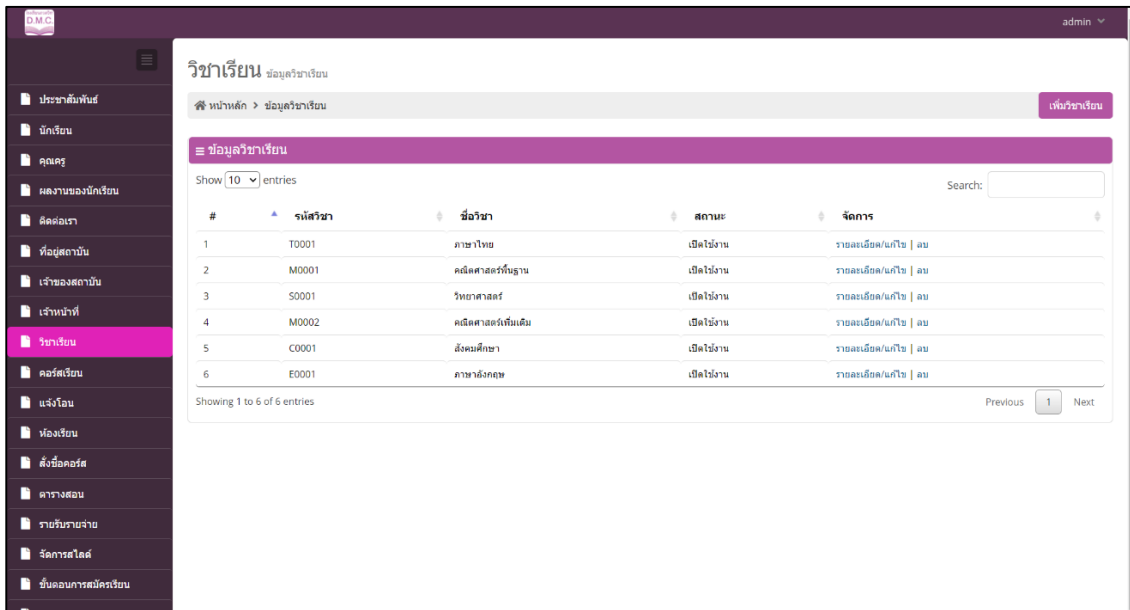 D.M.C.
admin
วิชาเรียน ข้อมูลวิชาเรียน
หน้าหลัก > ข้อมูลวิชาเรียน
เพิ่มวิชาเรียน
ประชาสัมพันธ์
นักเรียน
คุณครู
ผลงานของนักเรียน
ติดต่อเรา
ที่อยู่สถาบัน
เจ้าของสถาบัน
เจ้าหน้าที่
วิชาเรียน
คอร์สเรียน
แจ้งโอน
ห้องเรียน
สั่งซื้อคอร์ส
ตารางสอน
รายรับรายจ่าย
จัดการสไลด์
ขั้นตอนการสมัครเรียน
ข้อมูลวิชาเรียน
Show 10 entries
Search:
# รหัสวิชา ชื่อวิชา สถานะ จัดการ
1 T0001 ภาษาไทย เปิดใช้งาน รายละเอียด/แก้ไข | ลบ
2 M0001 คณิตศาสตร์พื้นฐาน เปิดใช้งาน รายละเอียด/แก้ไข | ลบ
3 S0001 วิทยาศาสตร์ เปิดใช้งาน รายละเอียด/แก้ไข | ลบ
4 M0002 คณิตศาสตร์เพิ่มเติม เปิดใช้งาน รายละเอียด/แก้ไข | ลบ
5 C0001 สังคมศึกษา เปิดใช้งาน รายละเอียด/แก้ไข | ลบ
6 E0001 ภาษาอังกฤษ เปิดใช้งาน รายละเอียด/แก้ไข | ลบ
Showing 1 to 6 of 6 entries
Previous 1 Next